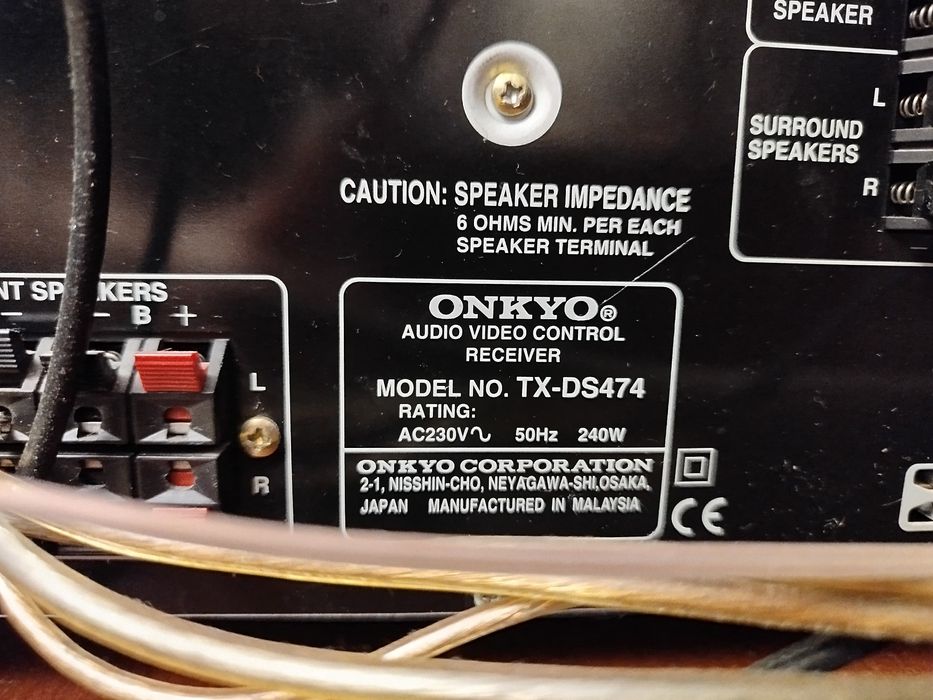 SPEAKER
L
SURROUND
SPEAKERS
R
CAUTION: SPEAKER IMPEDANCE
6 OHMS MIN. PER EACH
SPEAKER TERMINAL
NT SPEAKERS
− − B +
L
R
ONKYO®
AUDIO VIDEO CONTROL
RECEIVER
MODEL NO. TX-DS474
RATING:
AC230V∿ 50Hz 240W
ONKYO CORPORATION
2-1, NISSHIN-CHO, NEYAGAWA-SHI,OSAKA,
JAPAN MANUFACTURED IN MALAYSIA
CE